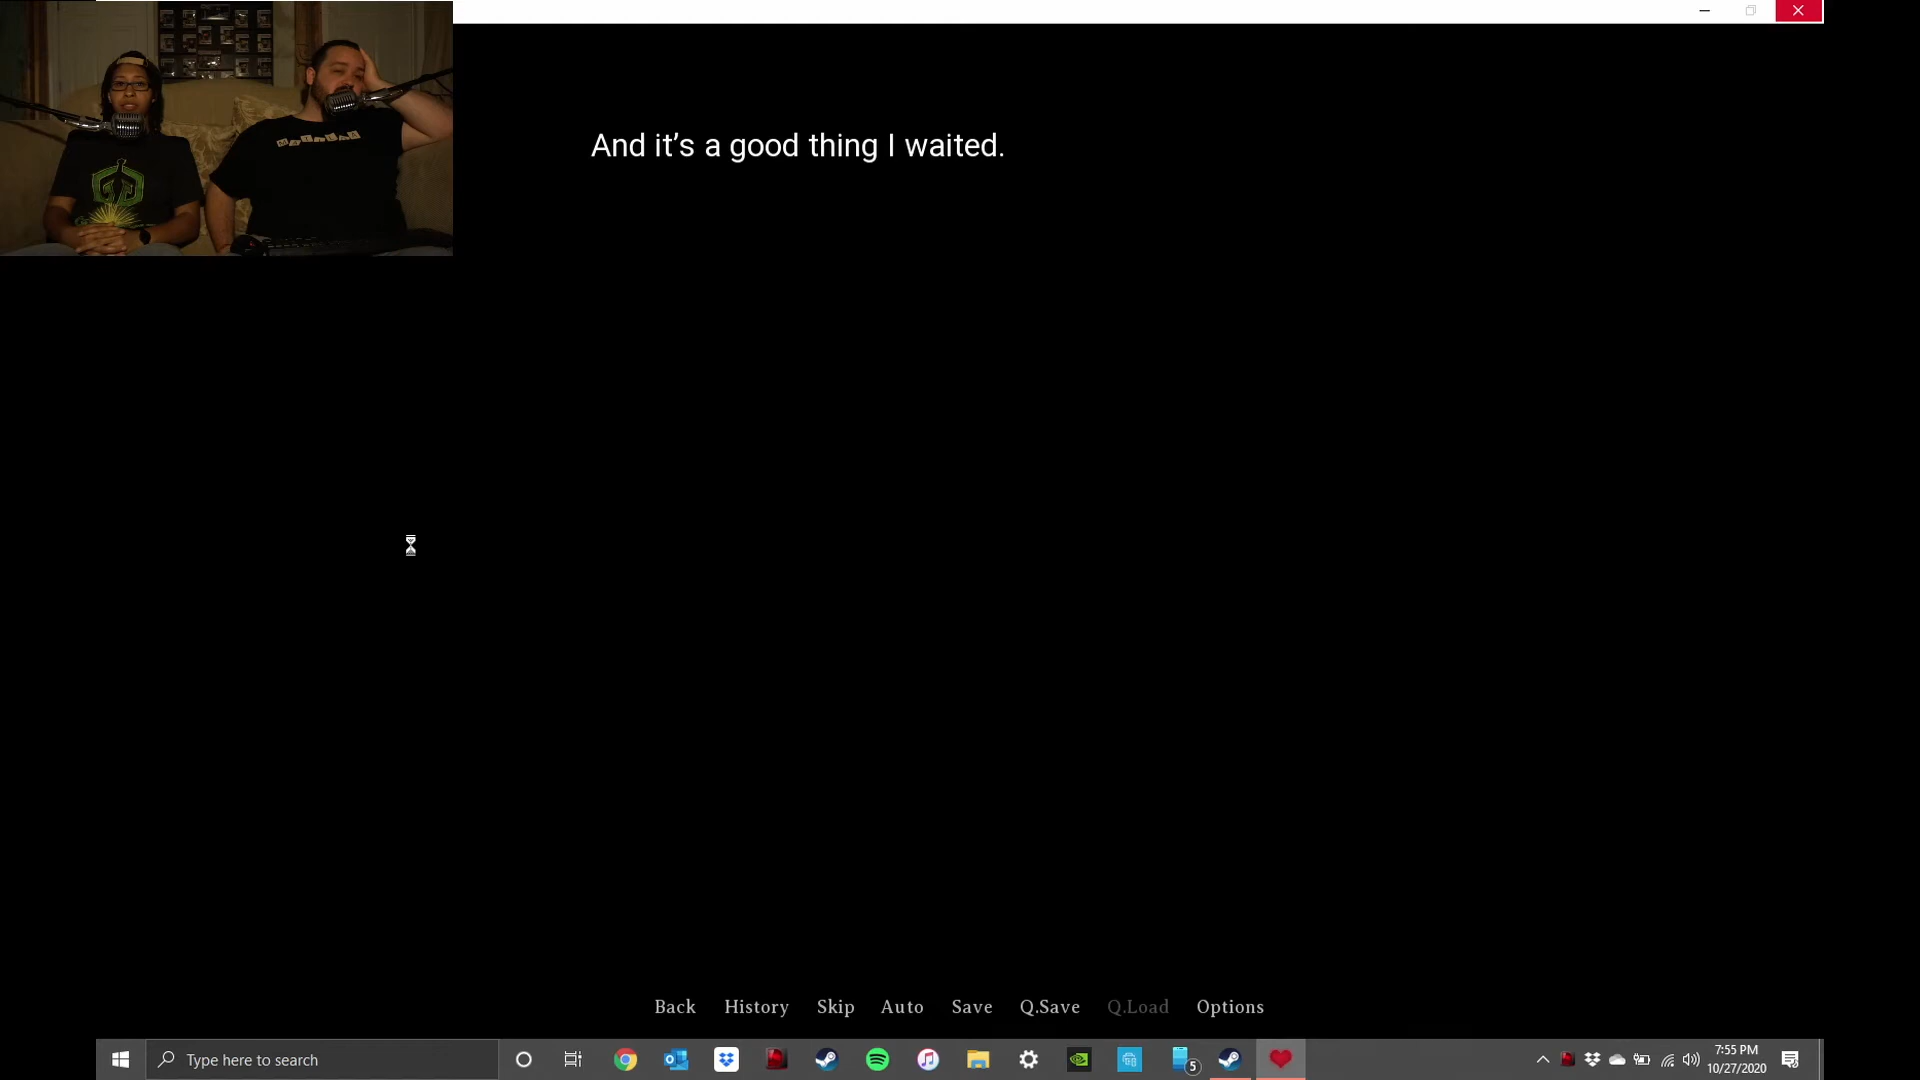 And it's a good thing I waited.
Back History Skip Auto Save Q.Save Q.Load Options
Type here to search
5
7:55 PM
10/27/2020